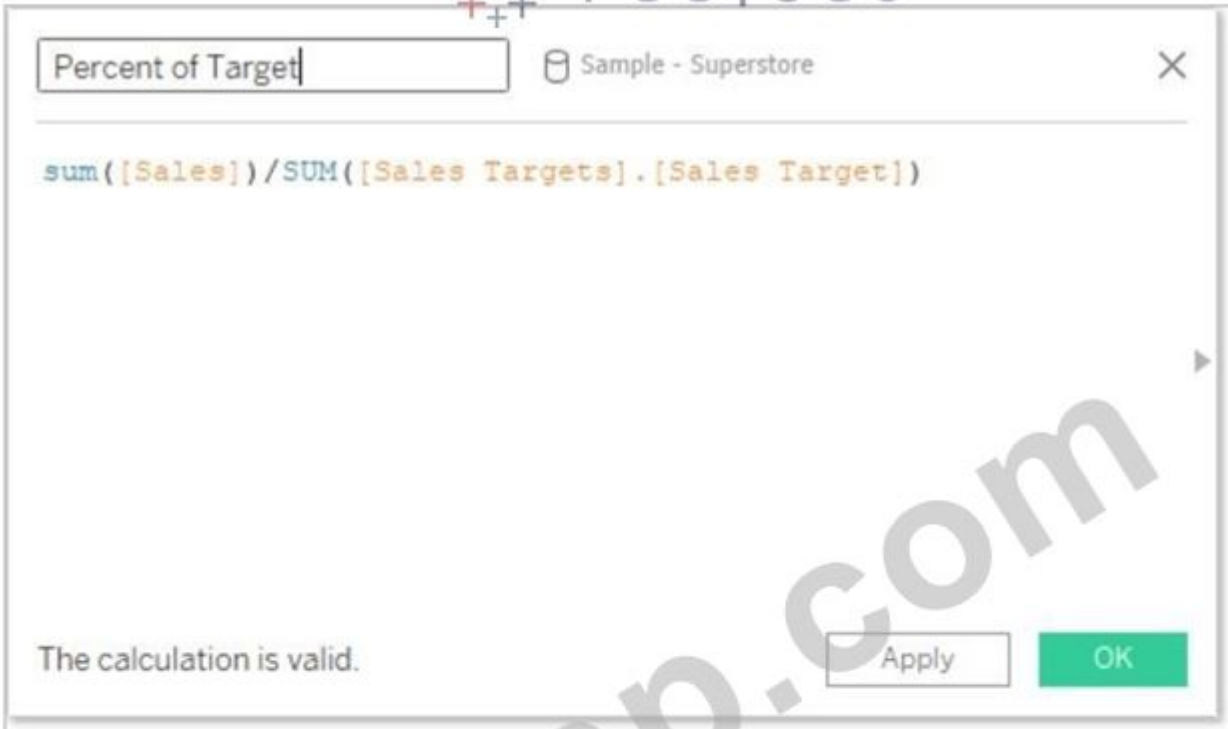 Percent of Target
Sample - Superstore
sum([Sales])/SUM([Sales Targets].[Sales Target])
The calculation is valid.
Apply
OK
p.com